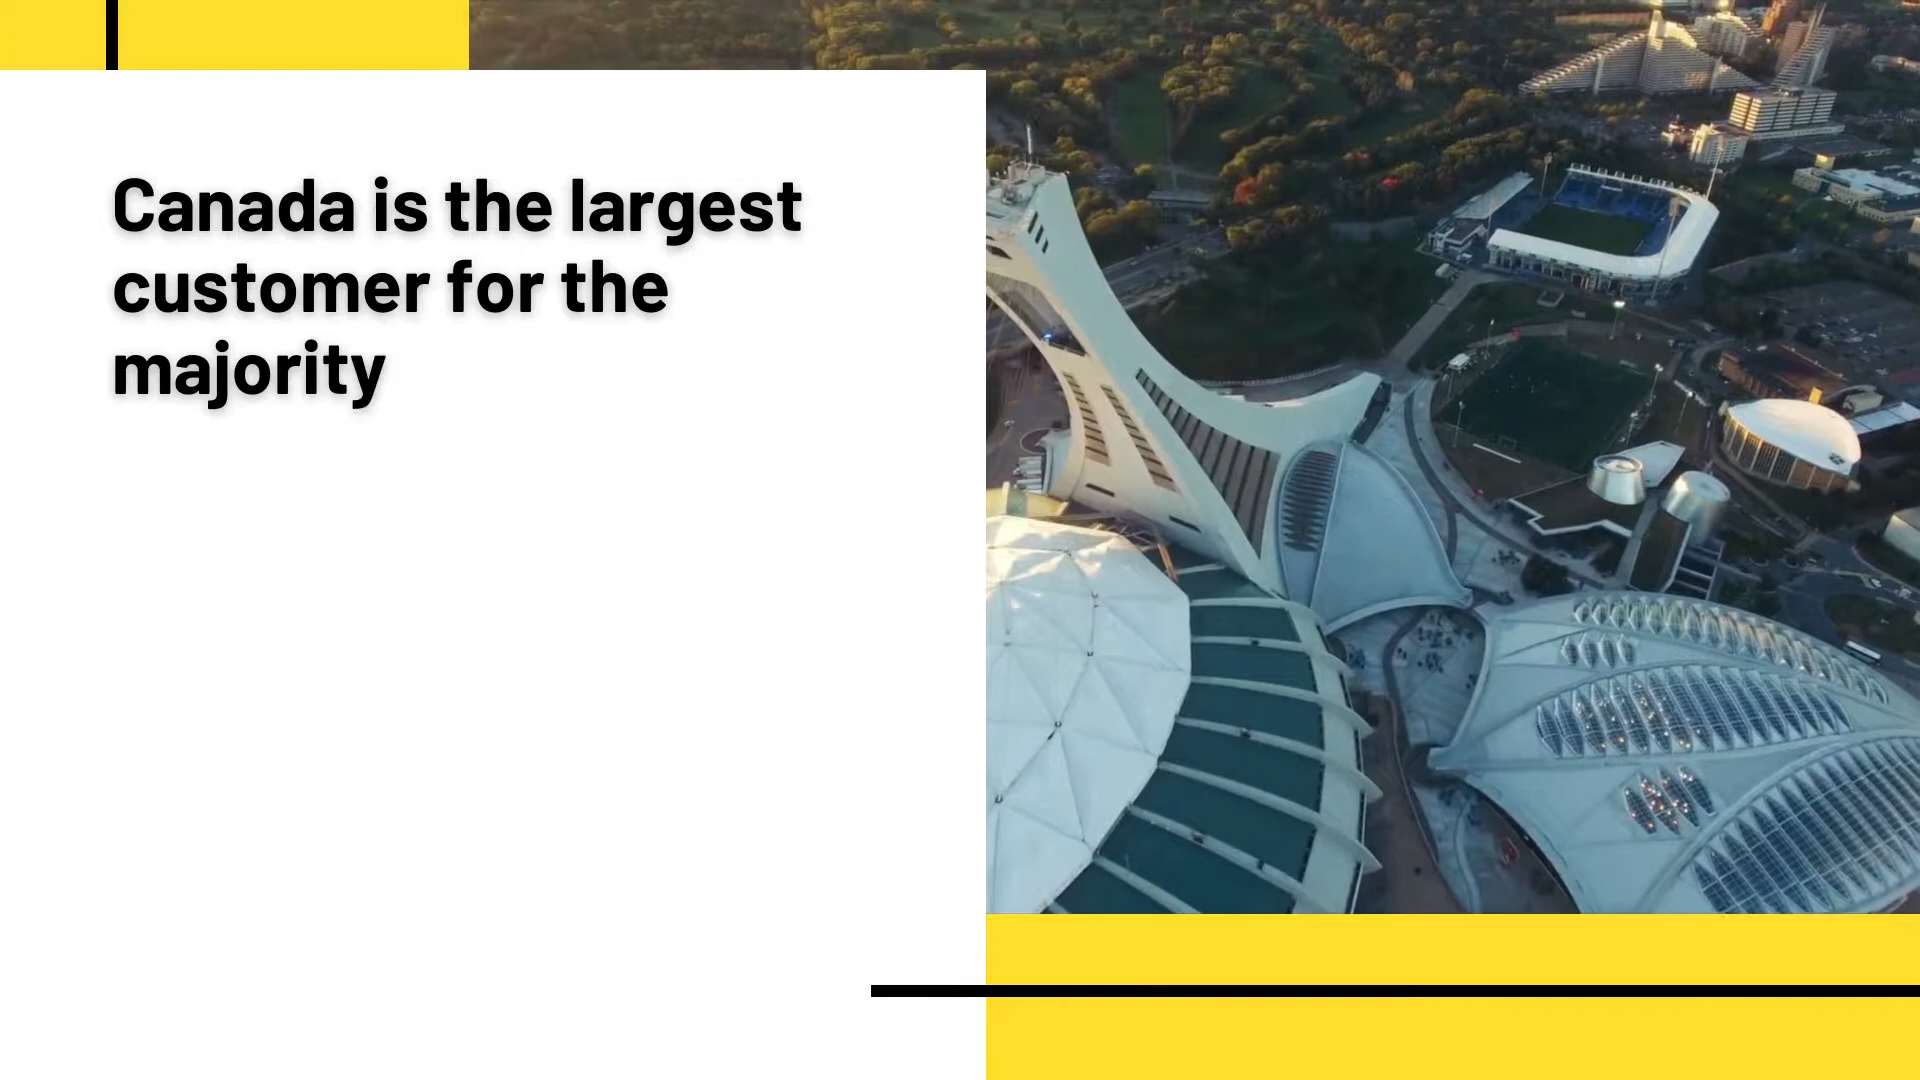 Canada is the largest
customer for the
majority